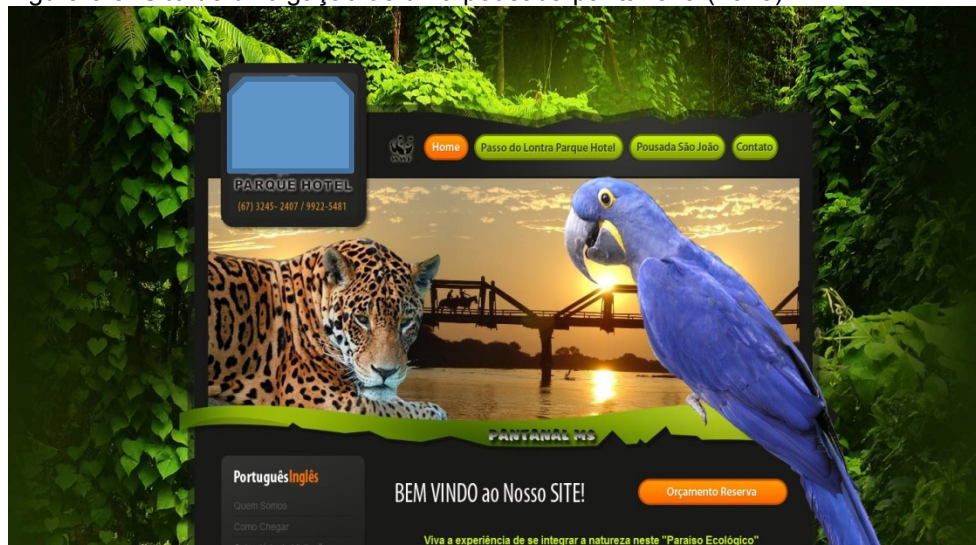 Home
Passo do Lontra Parque Hotel
Pousada São João
Contato
PARQUE HOTEL
(67) 3245- 2407 / 9922-5481
PANTANAL MS
PortuguêsInglês
BEM VINDO ao Nosso SITE!
Orçamento Reserva
Quem Somos
Como Chegar
Viva a experiência de se integrar a natureza neste "Paraíso Ecológico"